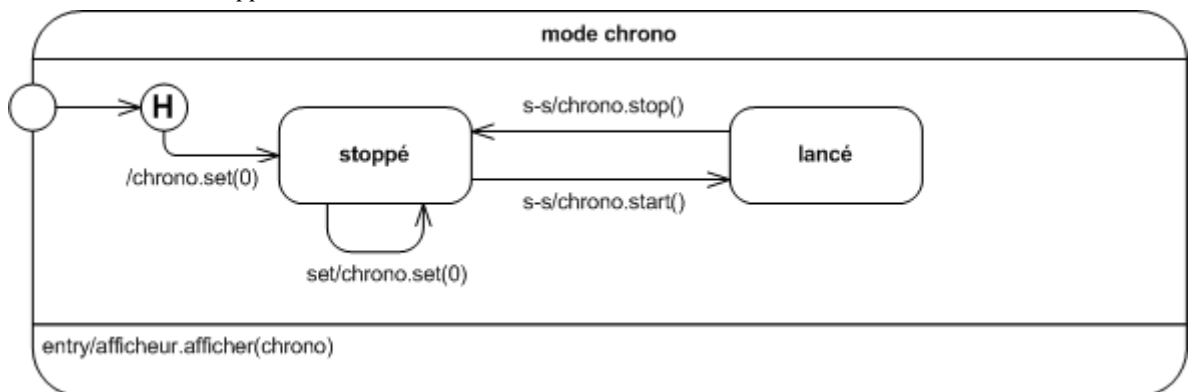 mode chrono
s-s/chrono.stop()
H
stoppé
lancé
/chrono.set(0)
s-s/chrono.start()
set/chrono.set(0)
entry/afficheur.afficher(chrono)